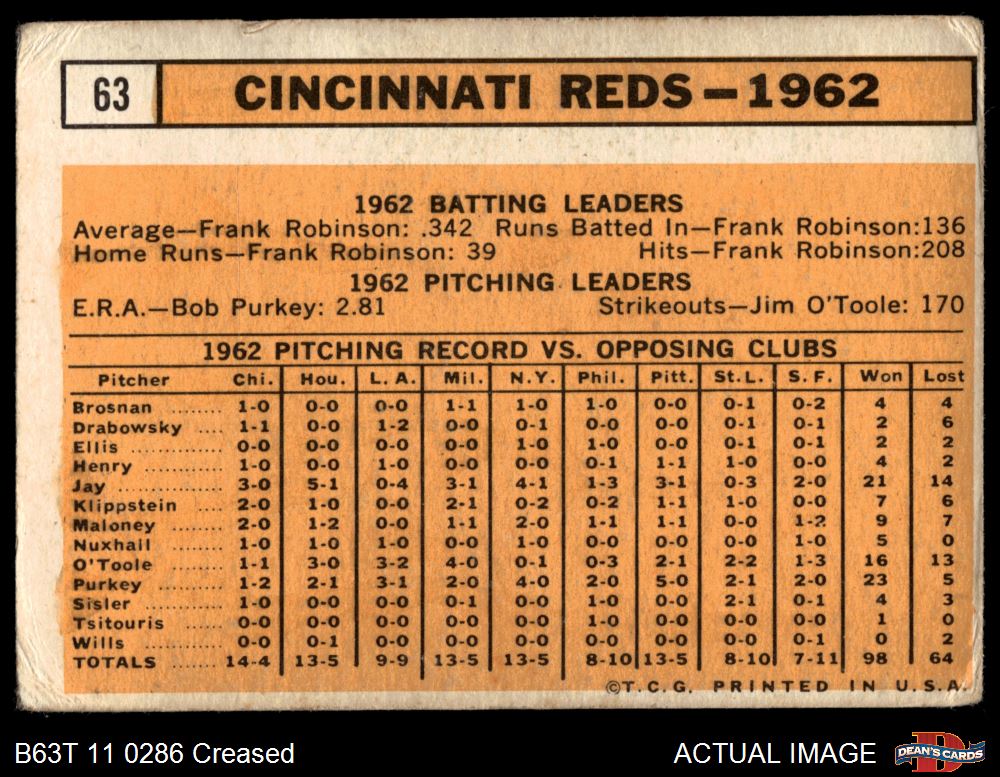 63 CINCINNATI REDS—1962
1962 BATTING LEADERS
Average—Frank Robinson: .342 Runs Batted In—Frank Robinson:136
Home Runs—Frank Robinson: 39 Hits—Frank Robinson:208
1962 PITCHING LEADERS
E.R.A.—Bob Purkey: 2.81 Strikeouts—Jim O'Toole: 170
1962 PITCHING RECORD VS. OPPOSING CLUBS
Pitcher Chi. Hou. L.A. Mil. N.Y. Phil. Pitt. St.L. S.F. Won Lost
Brosnan ........ 1-0 0-0 0-0 1-1 1-0 1-0 0-0 0-1 0-2 4 4
Drabowsky .... 1-1 0-0 1-2 0-0 0-1 0-0 0-0 0-1 0-1 2 6
Ellis ............. 0-0 0-0 0-0 0-0 1-0 1-0 0-0 0-1 0-1 2 2
Henry ............ 1-0 0-0 1-0 0-0 0-0 0-1 1-1 1-0 0-0 4 2
Jay ................ 3-0 5-1 0-4 3-1 4-1 1-3 3-1 0-3 2-0 21 14
Klippstein .... 2-0 1-0 0-0 2-1 0-2 0-2 1-0 1-0 0-1 7 6
Maloney ........ 2-0 1-2 0-0 1-1 2-0 1-1 1-1 0-0 1-2 9 7
Nuxhall ........ 1-0 1-0 1-0 0-0 1-0 0-0 0-0 0-0 1-0 5 0
O'Toole ........ 1-1 3-0 3-2 4-0 0-1 0-3 2-1 2-2 1-3 16 13
Purkey .......... 1-2 2-1 3-1 2-0 4-0 2-0 5-0 2-1 2-0 23 5
Sisler ............ 1-0 0-0 0-0 0-1 0-0 1-0 0-0 2-1 0-1 4 3
Tsitouris ...... 0-0 0-0 0-0 0-0 0-0 1-0 0-0 0-0 0-0 1 0
Wills ............. 0-0 0-1 0-0 0-0 0-0 0-0 0-0 0-0 0-1 0 2
TOTALS ........ 14-4 13-5 9-9 13-5 13-5 8-10 13-5 8-10 7-11 98 64
©T.C.G. PRINTED IN U.S.A.
B63T 11 0286 Creased ACTUAL IMAGE DEAN'S CARDS